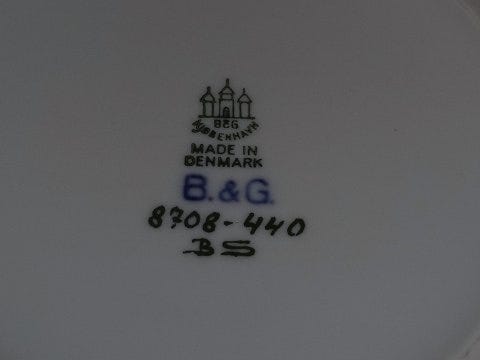 B&G
KJØBENHAVN
MADE IN
DENMARK
B.&G.
8708-440
BS